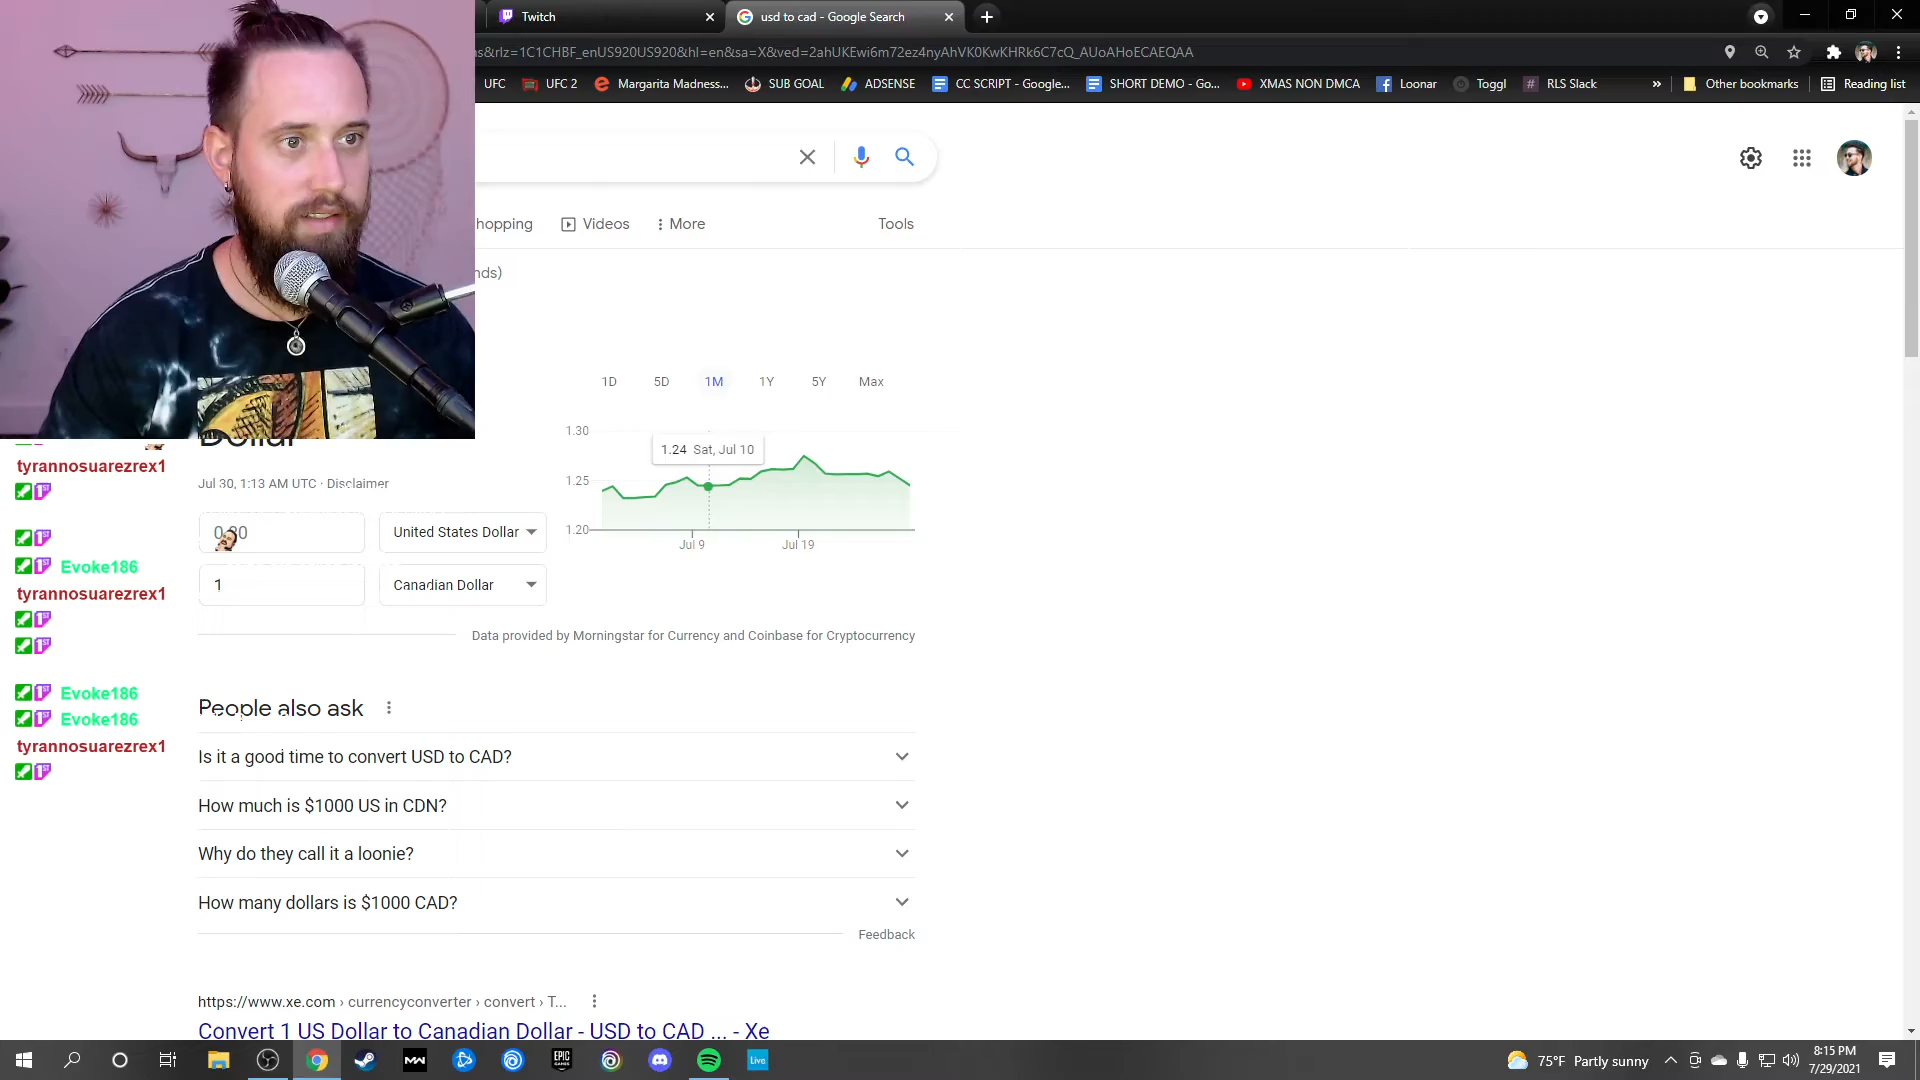 Twitch
usd to cad - Google Search
ns&rlz=1C1CHBF_enUS920US920&hl=en&sa=X&ved=2ahUKEwi6m72ez4nyAhVK0KwKHRk6C7cQ_AUoAHoECAEQAA
UFC
UFC 2
Margarita Madness...
SUB GOAL
ADSENSE
CC SCRIPT - Google...
SHORT DEMO - Go...
XMAS NON DMCA
Loonar
Toggl
RLS Slack
»
Other bookmarks
Reading list
hopping
Videos
More
Tools
nds)
1D
5D
1M
1Y
5Y
Max
Dollar
1.30
1.24 Sat, Jul 10
1.25
1.20
Jul 9
Jul 19
Jul 30, 1:13 AM UTC · Disclaimer
United States Dollar
1
Canadian Dollar
Data provided by Morningstar for Currency and Coinbase for Cryptocurrency
tyrannosuarezrex1
Evoke186
tyrannosuarezrex1
Evoke186
Evoke186
tyrannosuarezrex1
People also ask
Is it a good time to convert USD to CAD?
How much is $1000 US in CDN?
Why do they call it a loonie?
How many dollars is $1000 CAD?
Feedback
https://www.xe.com › currencyconverter › convert › T...
Convert 1 US Dollar to Canadian Dollar - USD to CAD ... - Xe
MW
EPIC GAMES
Live
75°F Partly sunny
8:15 PM
7/29/2021